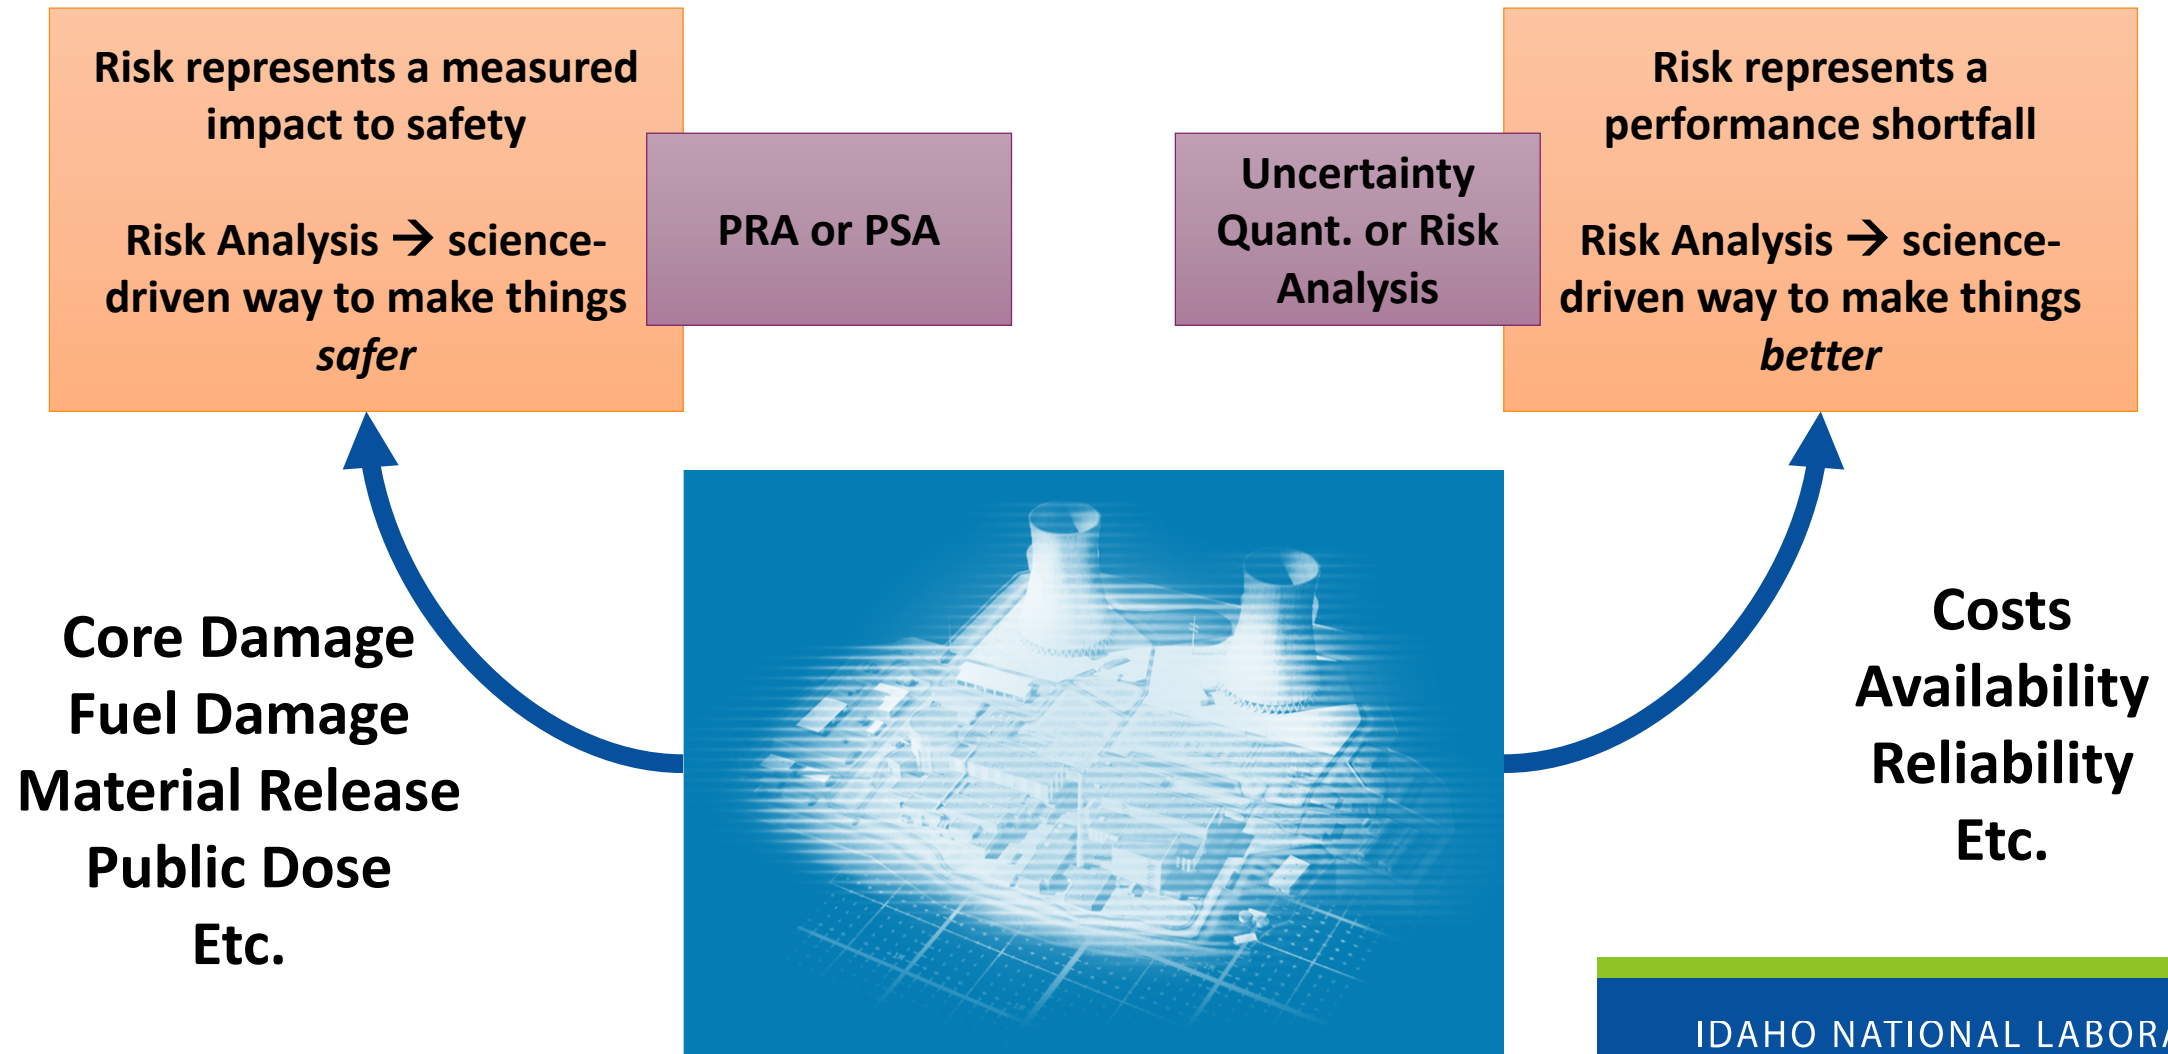 Risk represents a measured
impact to safety
Risk Analysis → science-
driven way to make things
safer
PRA or PSA
Uncertainty
Quant. or Risk
Analysis
Risk represents a
performance shortfall
Risk Analysis → science-
driven way to make things
better
Core Damage
Fuel Damage
Material Release
Public Dose
Etc.
Costs
Availability
Reliability
Etc.
IDAHO NATIONAL LABORA